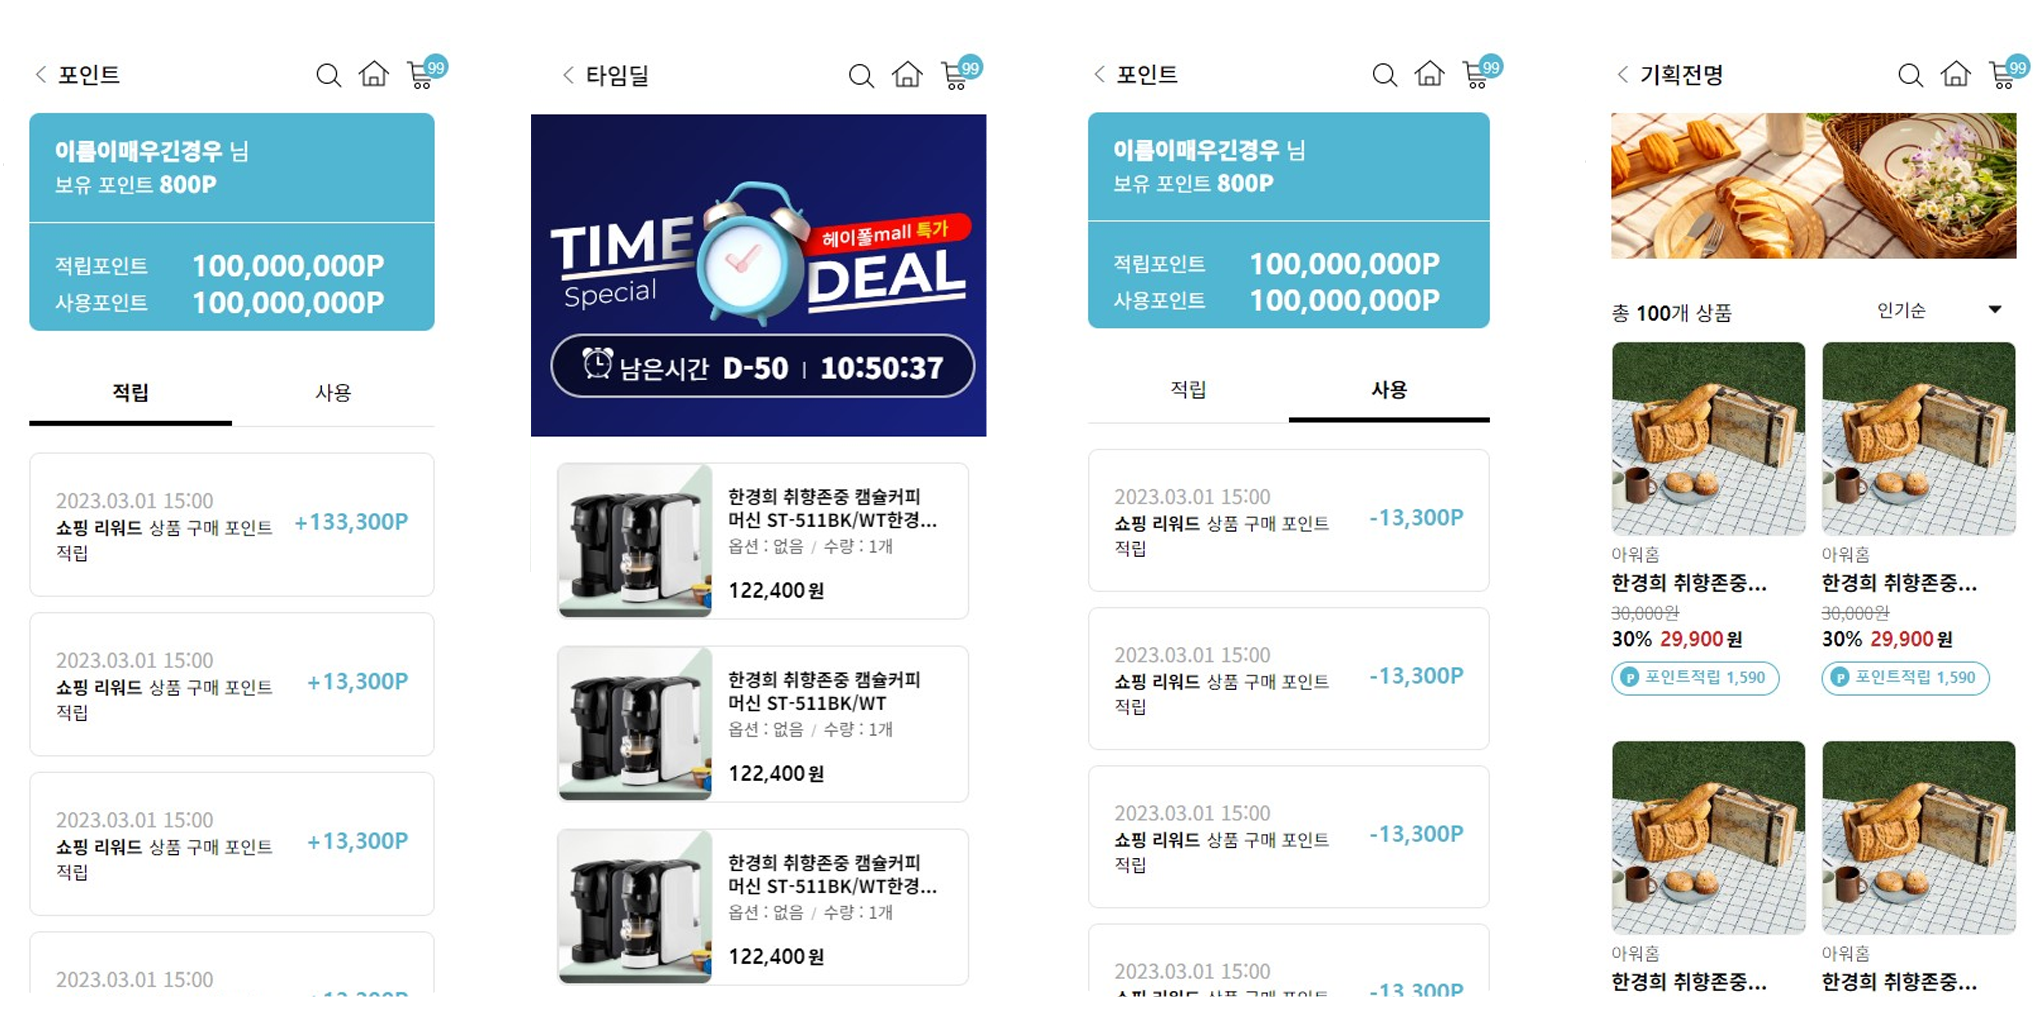 포인트
99
이름이매우긴경우 님
보유 포인트 800P
적립포인트 100,000,000P
사용포인트 100,000,000P
적립 사용
2023.03.01 15:00
쇼핑 리워드 상품 구매 포인트
적립
+133,300P
2023.03.01 15:00
쇼핑 리워드 상품 구매 포인트
적립
+13,300P
2023.03.01 15:00
쇼핑 리워드 상품 구매 포인트
적립
+13,300P
2023.03.01 15:00
+13,300P
타임딜
99
TIME
Special
헤이폴mall 특가
DEAL
남은시간 D-50 | 10:50:37
한경희 취향존중 캡슐커피
머신 ST-511BK/WT한경...
옵션 : 없음 / 수량 : 1개
122,400원
한경희 취향존중 캡슐커피
머신 ST-511BK/WT
옵션 : 없음 / 수량 : 1개
122,400원
한경희 취향존중 캡슐커피
머신 ST-511BK/WT한경...
옵션 : 없음 / 수량 : 1개
122,400원
포인트
99
이름이매우긴경우 님
보유 포인트 800P
적립포인트 100,000,000P
사용포인트 100,000,000P
적립 사용
2023.03.01 15:00
쇼핑 리워드 상품 구매 포인트
적립
-13,300P
2023.03.01 15:00
쇼핑 리워드 상품 구매 포인트
적립
-13,300P
2023.03.01 15:00
쇼핑 리워드 상품 구매 포인트
적립
-13,300P
2023.03.01 15:00
쇼핑 리워드 상품 구매 포인트
-13,300P
기획전명
99
총 100개 상품
인기순
아워홈
한경희 취향존중...
30,000원
30% 29,900원
P 포인트적립 1,590
아워홈
한경희 취향존중...
30,000원
30% 29,900원
P 포인트적립 1,590
아워홈
한경희 취향존중...
아워홈
한경희 취향존중...